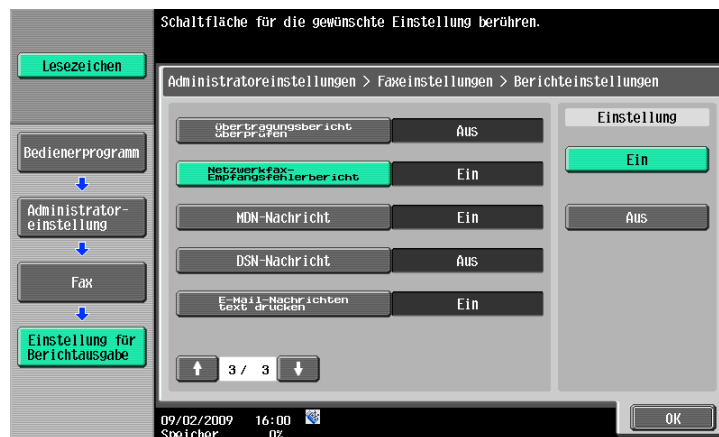 Schaltfläche für die gewünschte Einstellung berühren.
Lesezeichen
Administratoreinstellungen > Faxeinstellungen > Berichteinstellungen
Bedienerprogramm
Administrator-
einstellung
Fax
Einstellung für
Berichtausgabe
Übertragungsbericht
überprüfen
Aus
Netzwerkfax-
Empfangsfehlerbericht
Ein
MDN-Nachricht
Ein
DSN-Nachricht
Aus
E-Mail-Nachrichten
text drucken
Ein
3/ 3
Einstellung
Ein
Aus
09/02/2009 16:00
Speicher 0%
OK